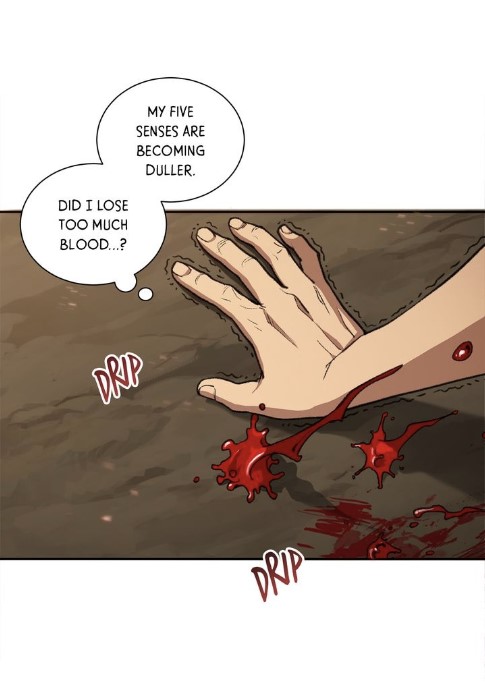 MY FIVE
SENSES ARE
BECOMING
DULLER.
DID I LOSE
TOO MUCH
BLOOD...?
DRIP
DRIP